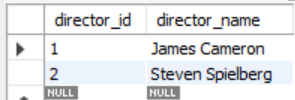 director_id director_name
1 James Cameron
2 Steven Spielberg
NULL NULL